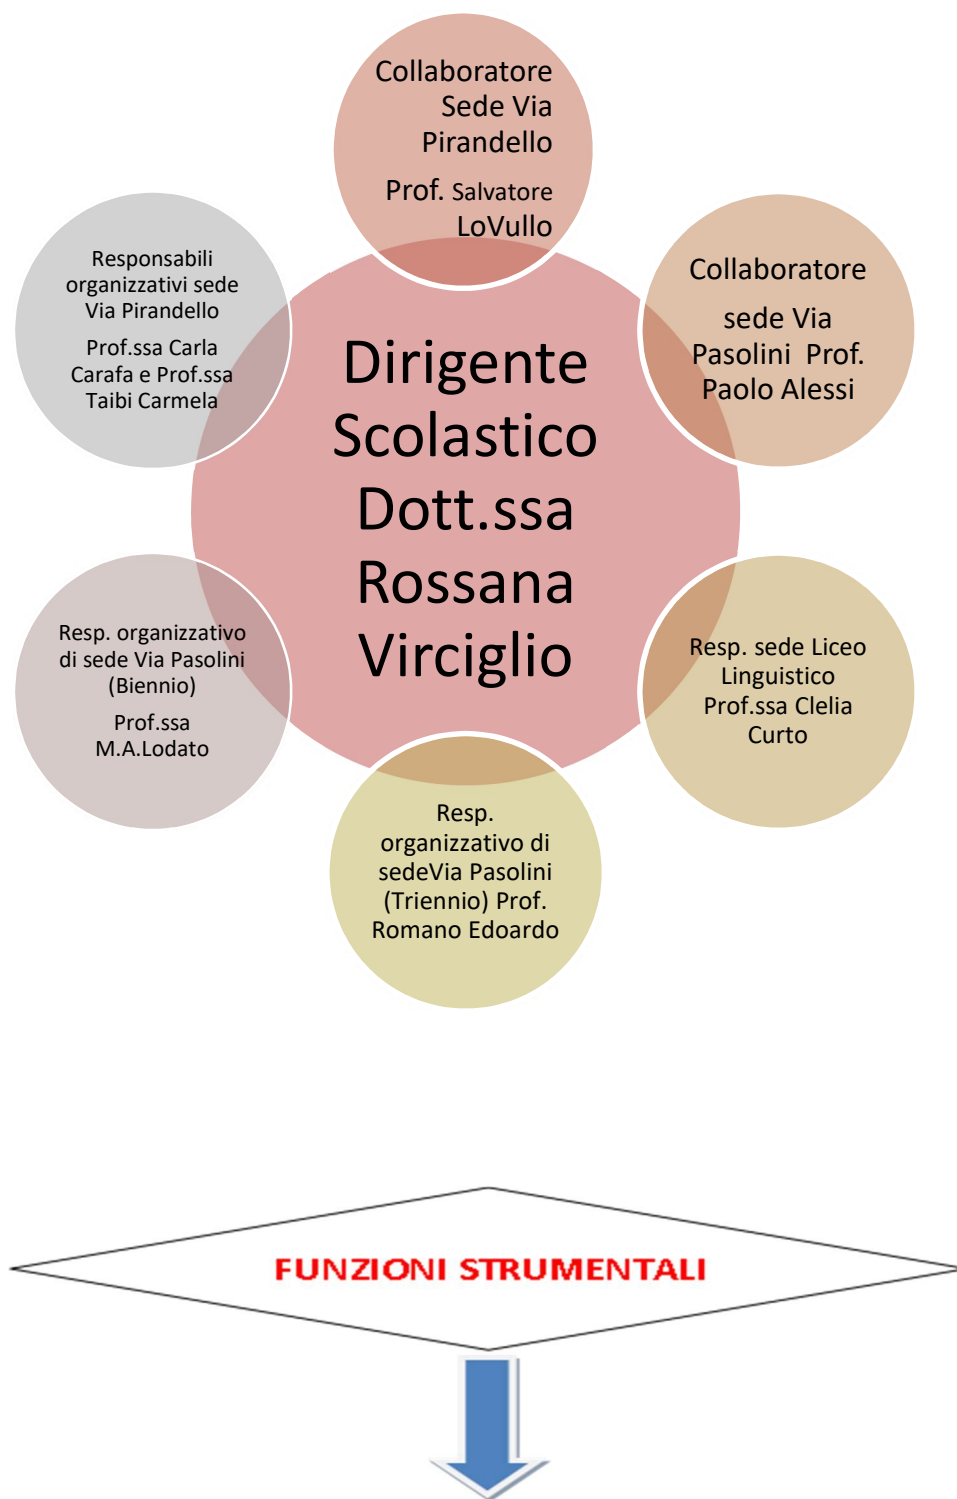 Collaboratore
Sede Via
Pirandello
Prof. Salvatore
LoVullo
Collaboratore
sede Via
Pasolini Prof.
Paolo Alessi
Resp. sede Liceo
Linguistico
Prof.ssa Clelia
Curto
Resp.
organizzativo di
sedeVia Pasolini
(Triennio) Prof.
Romano Edoardo
Resp. organizzativo
di sede Via Pasolini
(Biennio)
Prof.ssa
M.A.Lodato
Responsabili
organizzativi sede
Via Pirandello
Prof.ssa Carla
Carafa e Prof.ssa
Taibi Carmela
Dirigente
Scolastico
Dott.ssa
Rossana
Virciglio
FUNZIONI STRUMENTALI